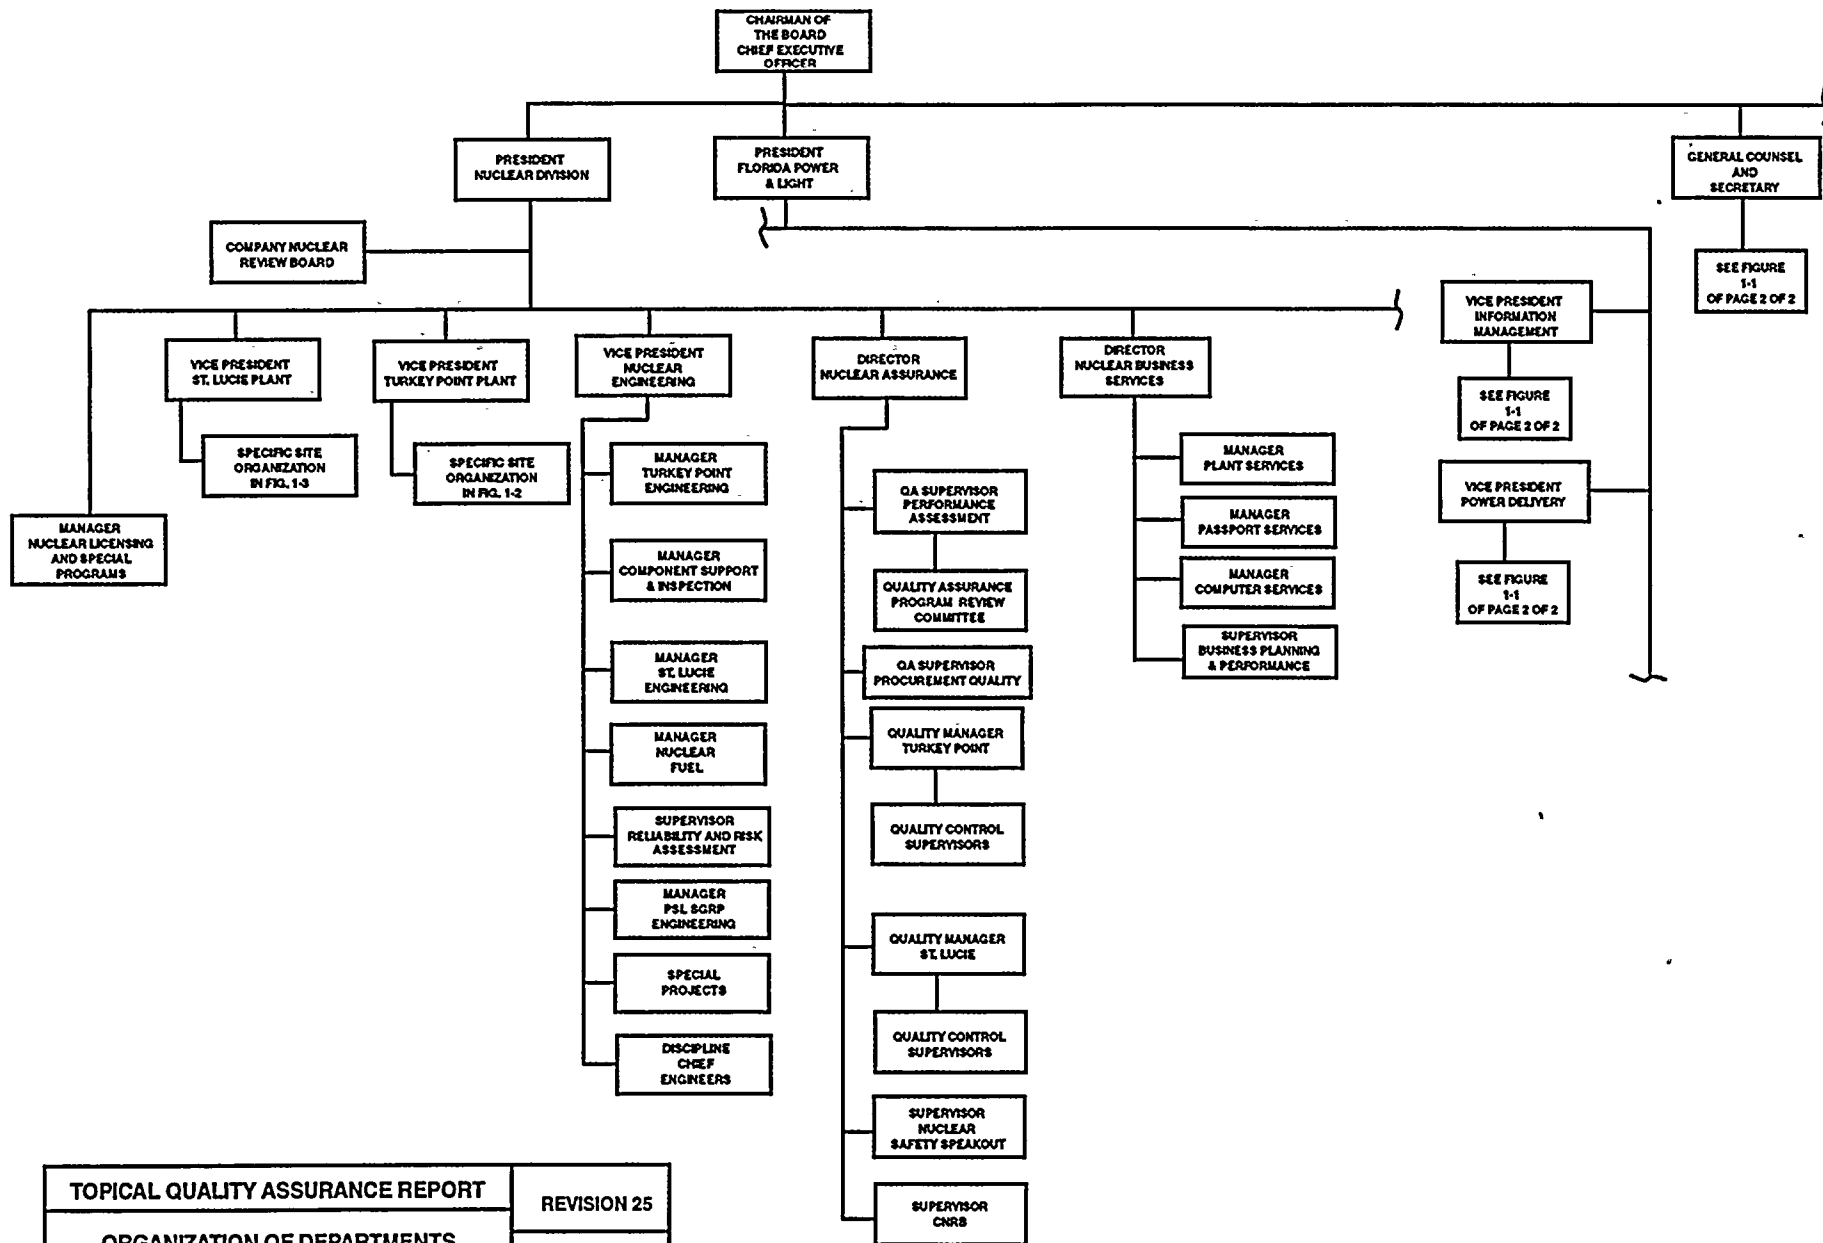 CHAIRMAN OF
THE BOARD
CHIEF EXECUTIVE
OFFICER
PRESIDENT
NUCLEAR DIVISION
PRESIDENT
FLORIDA POWER
& LIGHT
GENERAL COUNSEL
AND
SECRETARY
COMPANY NUCLEAR
REVIEW BOARD
SEE FIGURE
1-1
OF PAGE 2 OF 2
VICE PRESIDENT
INFORMATION
MANAGEMENT
SEE FIGURE
1-1
OF PAGE 2 OF 2
VICE PRESIDENT
POWER DELIVERY
SEE FIGURE
1-1
OF PAGE 2 OF 2
MANAGER
NUCLEAR LICENSING
AND SPECIAL
PROGRAMS
VICE PRESIDENT
ST. LUCIE PLANT
SPECIFIC SITE
ORGANIZATION
IN FIG. 1-3
VICE PRESIDENT
TURKEY POINT PLANT
SPECIFIC SITE
ORGANIZATION
IN FIG. 1-2
VICE PRESIDENT
NUCLEAR
ENGINEERING
MANAGER
TURKEY POINT
ENGINEERING
MANAGER
COMPONENT SUPPORT
& INSPECTION
MANAGER
ST. LUCIE
ENGINEERING
MANAGER
NUCLEAR
FUEL
SUPERVISOR
RELIABILITY AND RISK
ASSESSMENT
MANAGER
PSL SGRP
ENGINEERING
SPECIAL
PROJECTS
DISCIPLINE
CHIEF
ENGINEERS
DIRECTOR
NUCLEAR ASSURANCE
QA SUPERVISOR
PERFORMANCE
ASSESSMENT
QUALITY ASSURANCE
PROGRAM REVIEW
COMMITTEE
QA SUPERVISOR
PROCUREMENT QUALITY
QUALITY MANAGER
TURKEY POINT
QUALITY CONTROL
SUPERVISORS
QUALITY MANAGER
ST. LUCIE
QUALITY CONTROL
SUPERVISORS
SUPERVISOR
NUCLEAR
SAFETY SPEAKOUT
SUPERVISOR
CNRB
DIRECTOR
NUCLEAR BUSINESS
SERVICES
MANAGER
PLANT SERVICES
MANAGER
PASSPORT SERVICES
MANAGER
COMPUTER SERVICES
SUPERVISOR
BUSINESS PLANNING
& PERFORMANCE
TOPICAL QUALITY ASSURANCE REPORT
REVISION 25
ORGANIZATION OF DEPARTMENTS